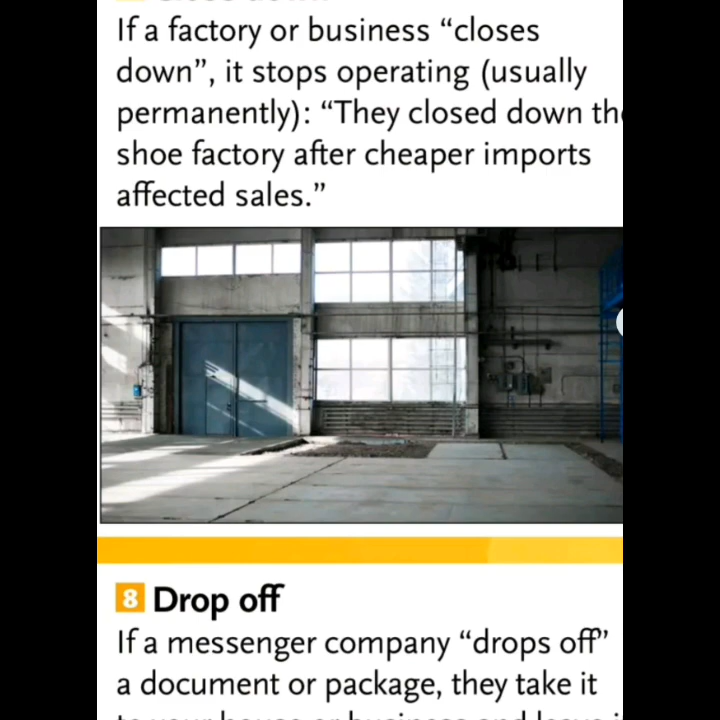 If a factory or business “closes
down”, it stops operating (usually
permanently): “They closed down th
shoe factory after cheaper imports
affected sales.”
8 Drop off
If a messenger company “drops off”
a document or package, they take it